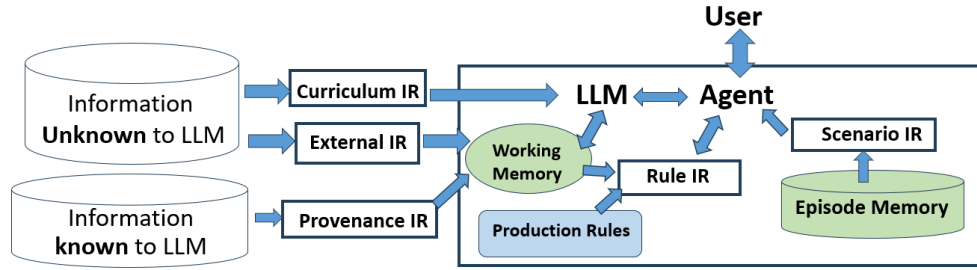 User
Information
Unknown to LLM
Curriculum IR
LLM
Agent
External IR
Scenario IR
Working
Memory
Rule IR
Information
known to LLM
Provenance IR
Production Rules
Episode Memory